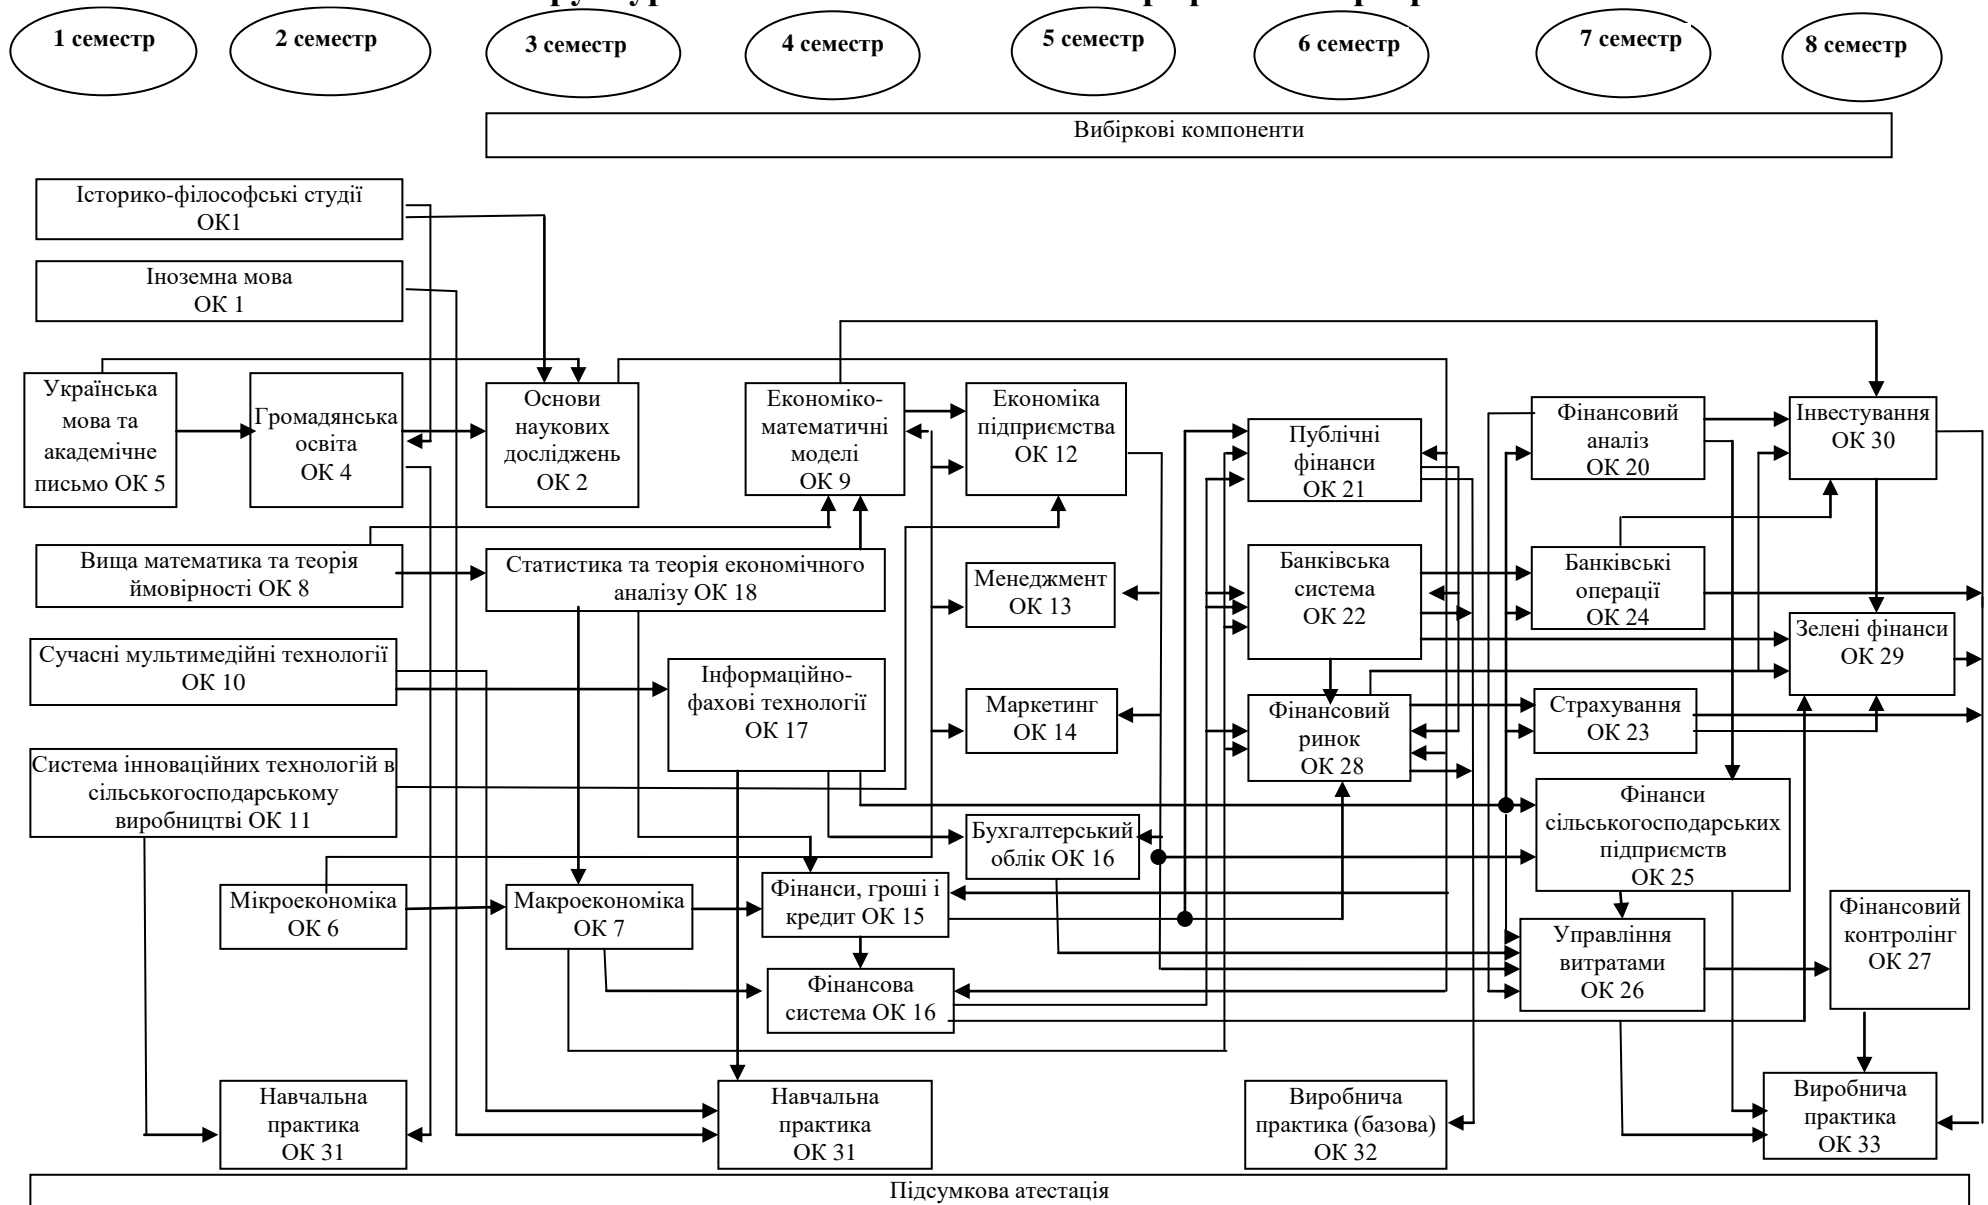 1 семестр
2 семестр
3 семестр
4 семестр
5 семестр
6 семестр
7 семестр
8 семестр
Вибіркові компоненти
Історико-філософські студії
ОК1
Іноземна мова
ОК 1
Українська
мова та
академічне
письмо ОК 5
Громадянська
освіта
ОК 4
Основи
наукових
досліджень
ОК 2
Економіко-
математичні
моделі
ОК 9
Економіка
підприємства
ОК 12
Публічні
фінанси
ОК 21
Фінансовий
аналіз
ОК 20
Інвестування
ОК 30
Вища математика та теорія
ймовірності ОК 8
Статистика та теорія економічного
аналізу ОК 18
Менеджмент
ОК 13
Банківська
система
ОК 22
Банківські
операції
ОК 24
Зелені фінанси
ОК 29
Сучасні мультимедійні технології
ОК 10
Інформаційно-
фахові технології
ОК 17
Маркетинг
ОК 14
Фінансовий
ринок
ОК 28
Страхування
ОК 23
Система інноваційних технологій в
сільськогосподарському
виробництві ОК 11
Бухгалтерський
облік ОК 16
Фінанси
сільськогосподарських
підприємств
ОК 25
Мікроекономіка
ОК 6
Макроекономіка
ОК 7
Фінанси, гроші і
кредит ОК 15
Управління
витратами
ОК 26
Фінансовий
контролінг
ОК 27
Фінансова
система ОК 16
Навчальна
практика
ОК 31
Навчальна
практика
ОК 31
Виробнича
практика (базова)
ОК 32
Виробнича
практика
ОК 33
Підсумкова атестація